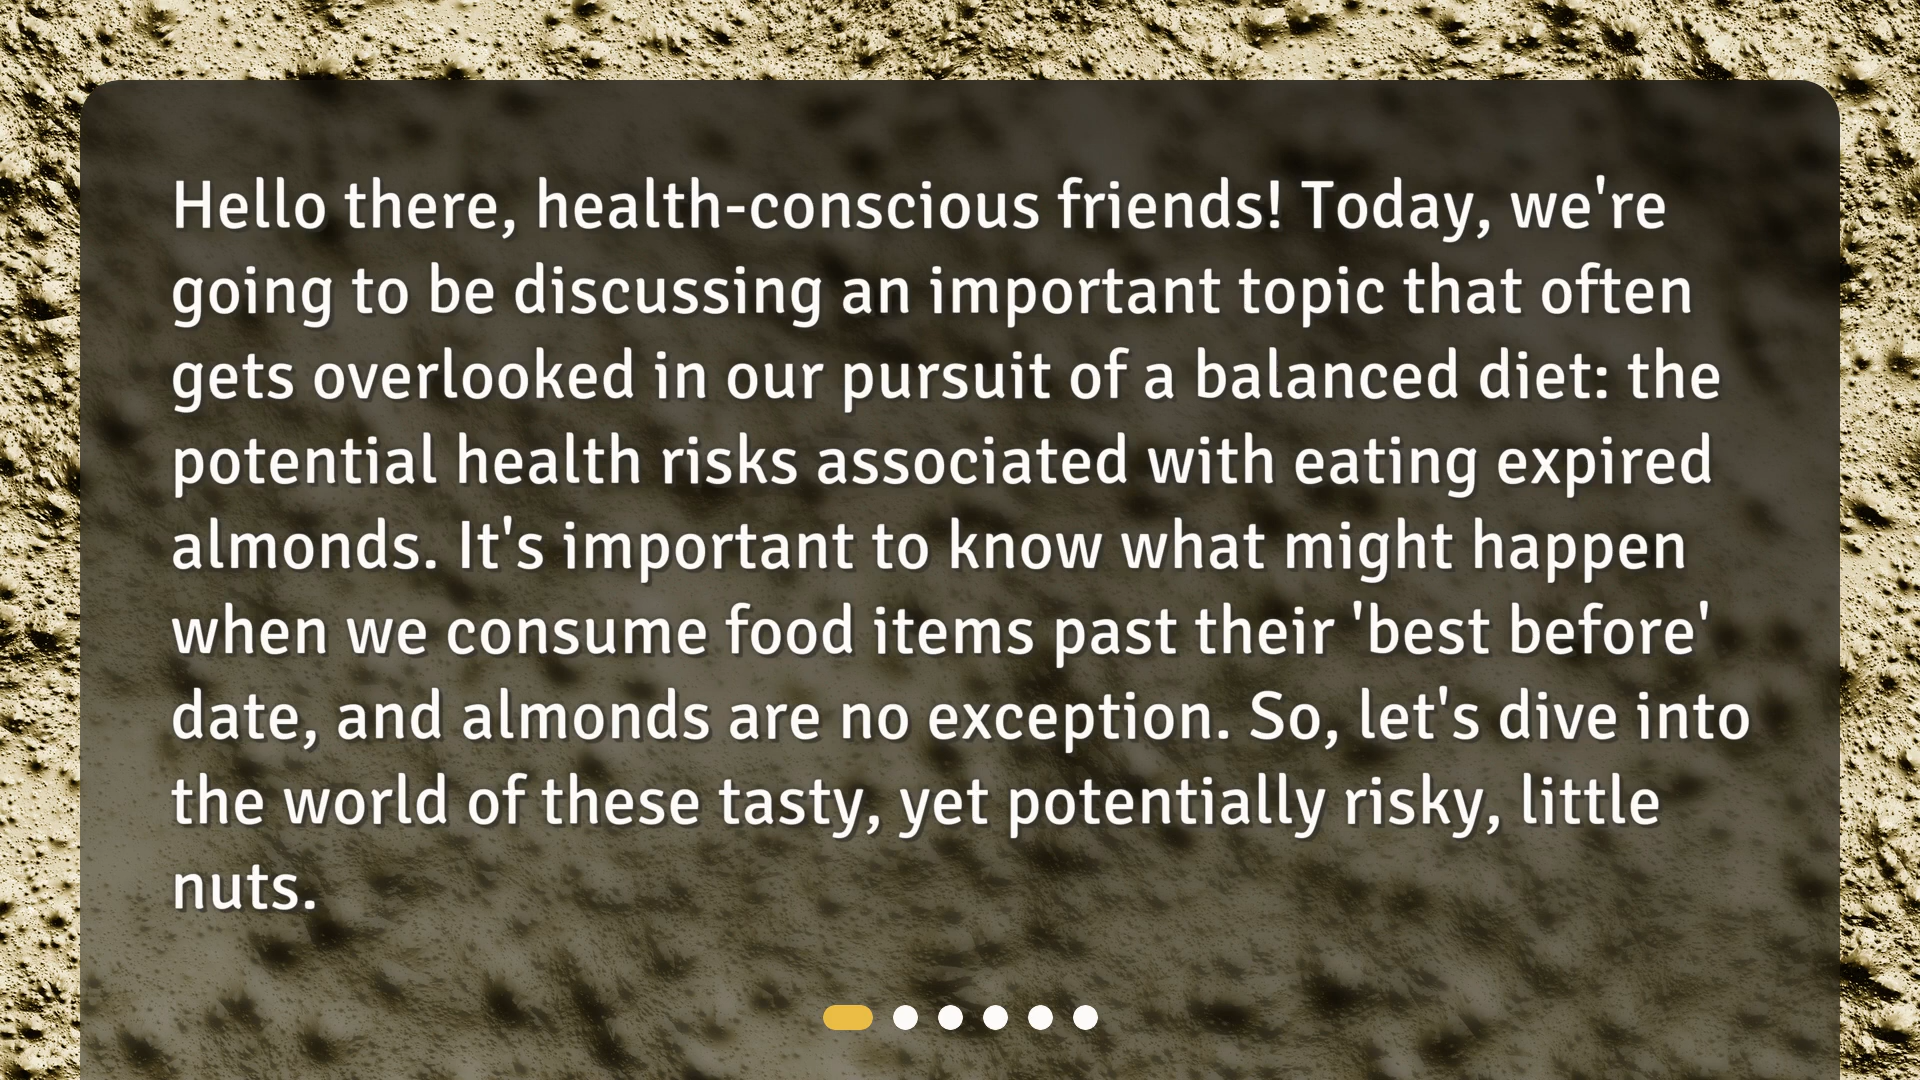 Hello there, health-conscious friends! Today, we're
going to be discussing an important topic that often
gets overlooked in our pursuit of a balanced diet: the
potential health risks associated with eating expired
almonds. It's important to know what might happen
when we consume food items past their 'best before'
date, and almonds are no exception. So, let's dive into
the world of these tasty, yet potentially risky, little
nuts.